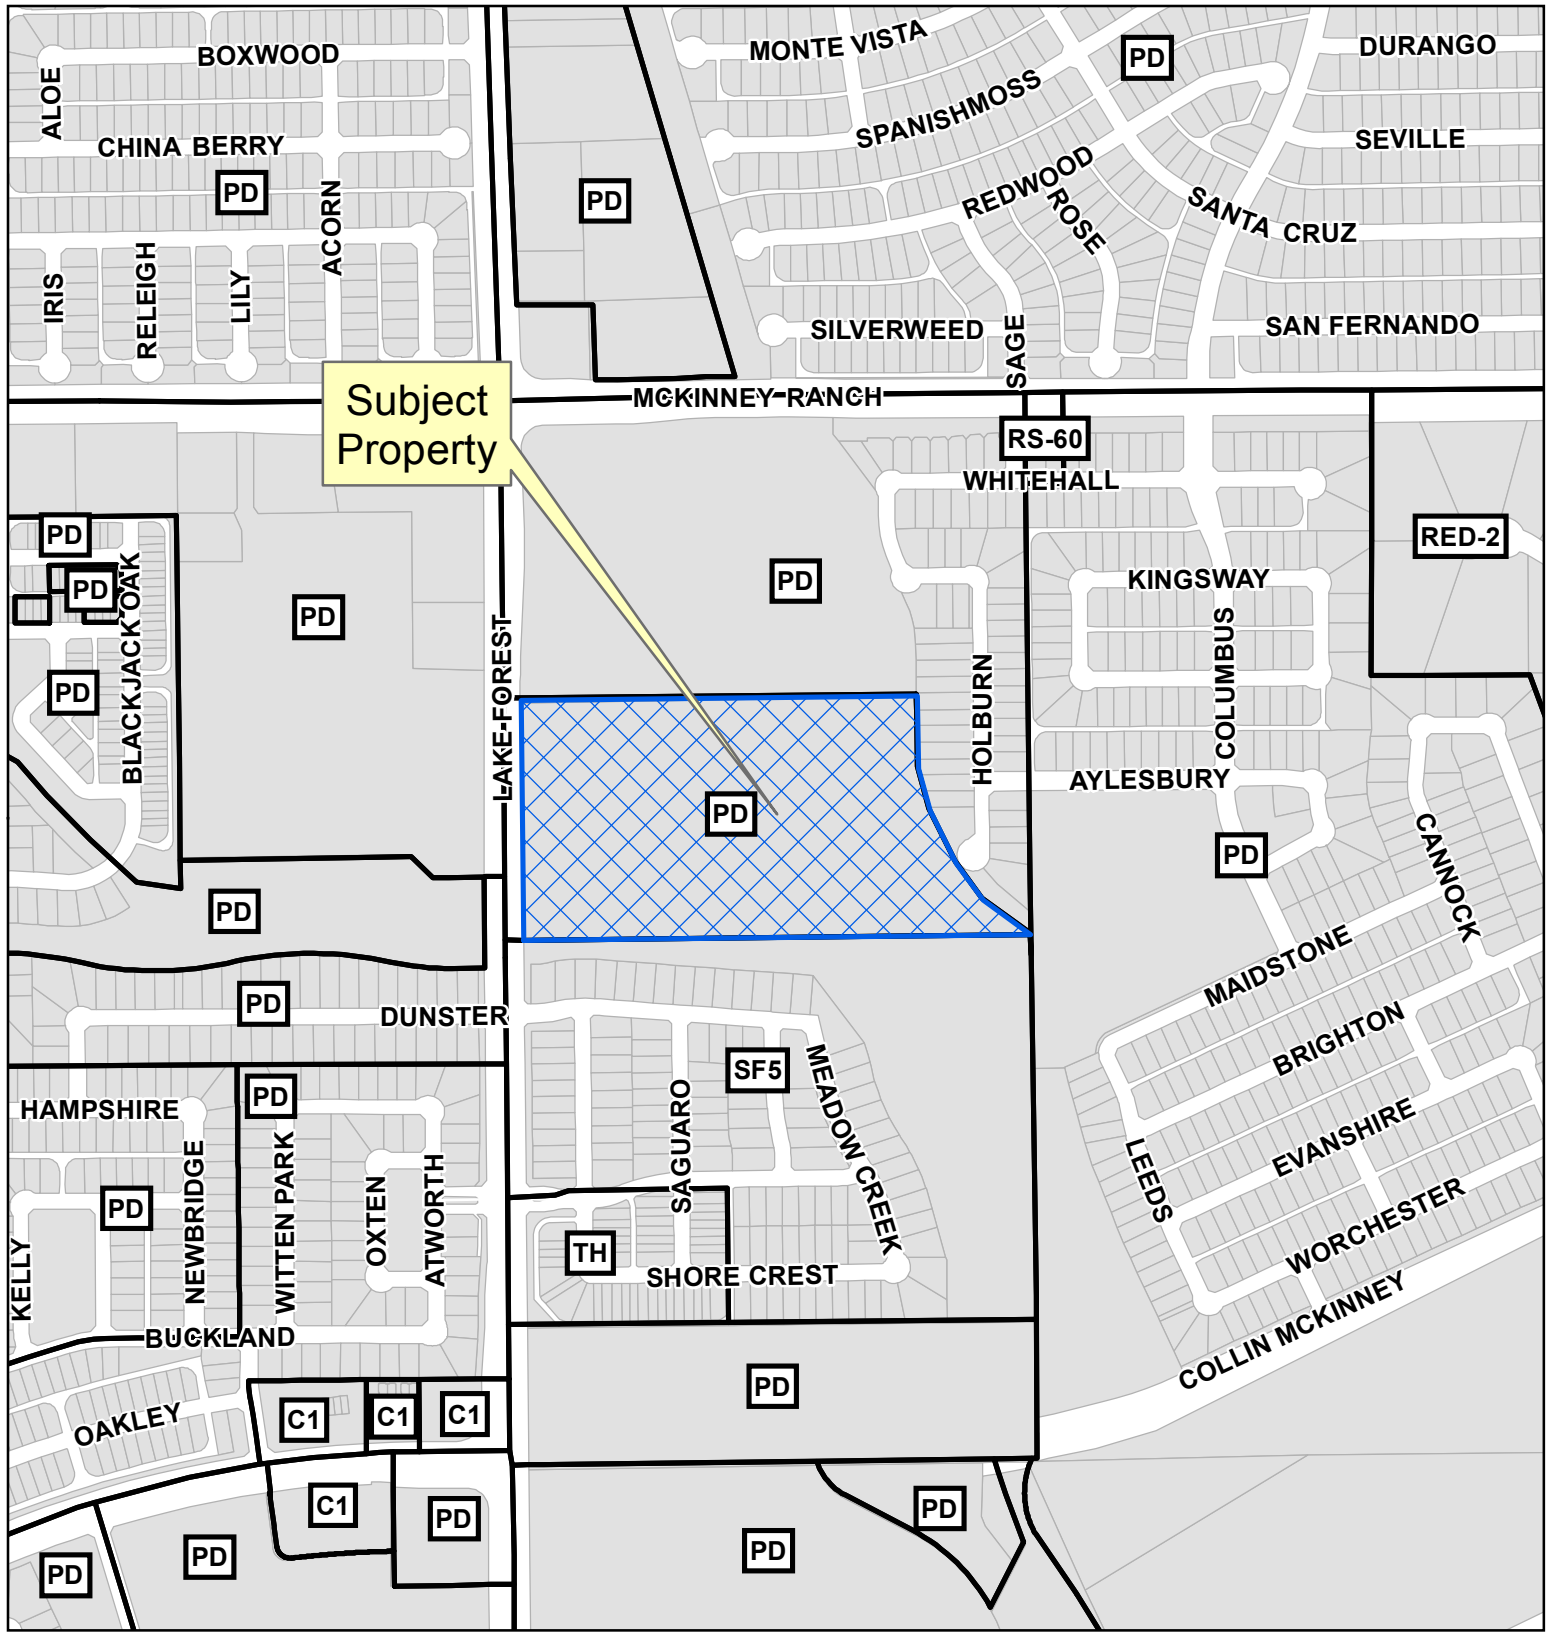 BOXWOOD
MONTE VISTA
PD
DURANGO
ALOE
SPANISHMOSS
SEVILLE
CHINA BERRY
PD
PD
ACORN
REDWOOD
ROSE
SANTA CRUZ
IRIS
RELEIGH
LILY
SILVERWEED
SAGE
SAN FERNANDO
Subject
Property
MCKINNEY RANCH
RS-60
WHITEHALL
RED-2
PD
PD
BLACKJACK OAK
PD
PD
KINGSWAY
COLUMBUS
PD
LAKE FOREST
HOLBURN
AYLESBURY
PD
PD
CANNOCK
PD
MAIDSTONE
PD
DUNSTER
BRIGHTON
SF5
MEADOW CREEK
PD
HAMPSHIRE
SAGUARO
EVANSHIRE
LEEDS
NEWBRIDGE
WITTEN PARK
OXTEN
ATWORTH
PD
KELLY
TH
SHORE CREST
WORCHESTER
BUCKLAND
COLLIN MCKINNEY
PD
OAKLEY
C1
C1
C1
C1
PD
PD
PD
PD
PD